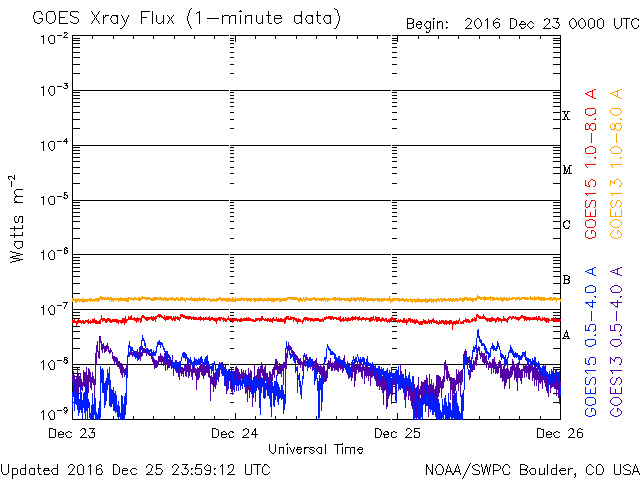 GOES Xray Flux (1-minute data)
Begin: 2016 Dec 23 0000 UTC
10^-2
10^-3
10^-4
10^-5
10^-6
10^-7
10^-8
10^-9
Watts m^-2
X
M
C
B
A
GOES15 1.0-8.0 A
GOES13 1.0-8.0 A
GOES15 0.5-4.0 A
GOES13 0.5-4.0 A
Dec 23
Dec 24
Dec 25
Dec 26
Universal Time
Updated 2016 Dec 25 23:59:12 UTC
NOAA/SWPC Boulder, CO USA